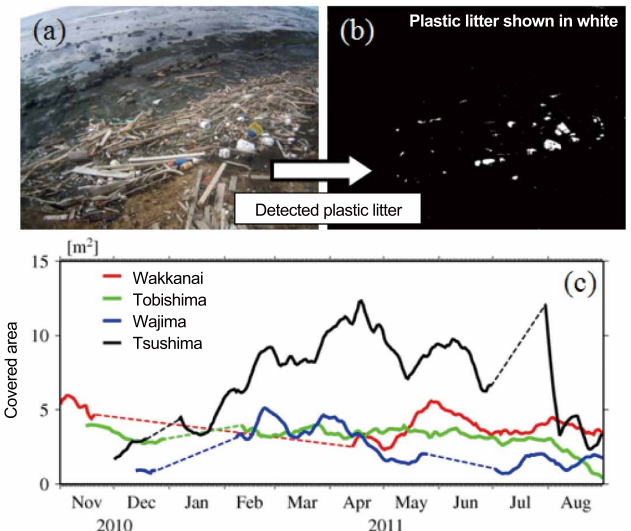 (a)
(b)
Plastic litter shown in white
Detected plastic litter
[m²]
15
10
5
0
Covered area
(c)
Wakkanai
Tobishima
Wajima
Tsushima
Nov Dec Jan Feb Mar Apr May Jun Jul Aug
2010 2011